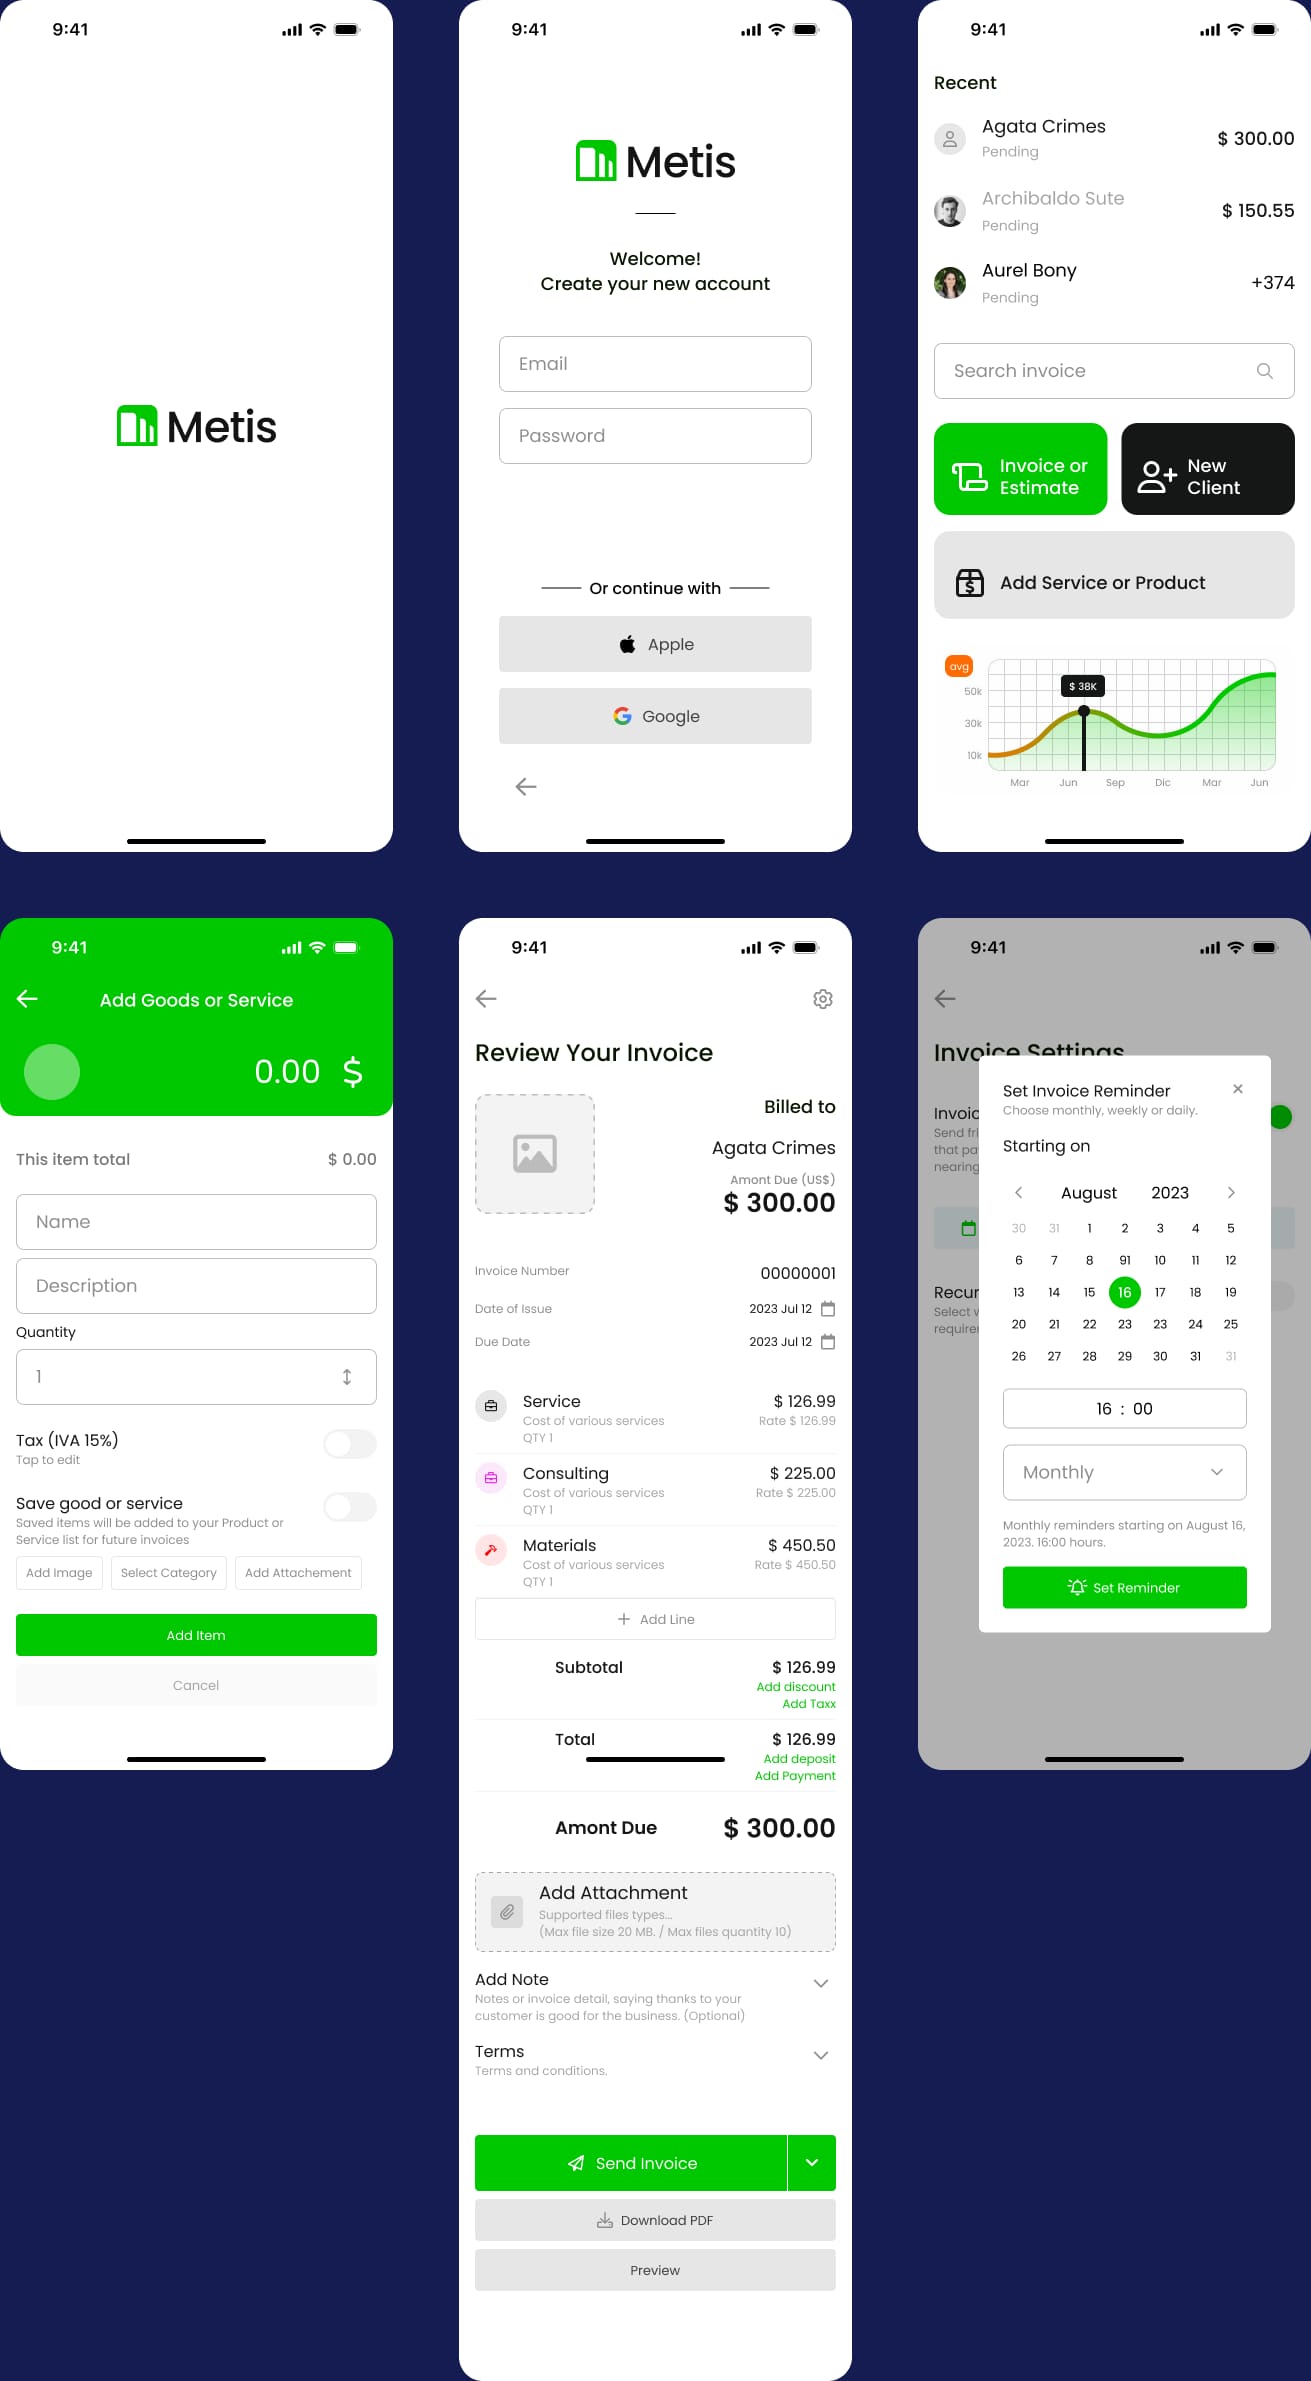 9:41
Metis
9:41
Metis
Welcome!
Create your new account
Email
Password
Or continue with
Apple
Google
9:41
Recent
Agata Crimes
Pending
$ 300.00
Archibaldo Sute
Pending
$ 150.55
Aurel Bony
Pending
+374
Search invoice
Invoice or
Estimate
New
Client
Add Service or Product
avg
$ 38K
50k
30k
10k
Mar Jun Sep Dic Mar Jun
9:41
Add Goods or Service
0.00 $
This item total $ 0.00
Name
Description
Quantity
1
Tax (IVA 15%)
Tap to edit
Save good or service
Saved items will be added to your Product or
Service list for future invoices
Add Image Select Category Add Attachement
Add Item
Cancel
9:41
Review Your Invoice
Billed to
Agata Crimes
Amont Due (US$)
$ 300.00
Invoice Number 00000001
Date of Issue 2023 Jul 12
Due Date 2023 Jul 12
Service $ 126.99
Cost of various services Rate $ 126.99
QTY 1
Consulting $ 225.00
Cost of various services Rate $ 225.00
QTY 1
Materials $ 450.50
Cost of various services Rate $ 450.50
QTY 1
Add Line
Subtotal $ 126.99
Add discount
Add Taxx
Total $ 126.99
Add deposit
Add Payment
Amont Due $ 300.00
Add Attachment
Supported files types...
(Max file size 20 MB. / Max files quantity 10)
Add Note
Notes or invoice detail, saying thanks to your
customer is good for the business. (Optional)
Terms
Terms and conditions.
Send Invoice
Download PDF
Preview
9:41
Invoice Settings
Set Invoice Reminder
Choose monthly, weekly or daily.
Starting on
August 2023
30 31 1 2 3 4 5
6 7 8 91 10 11 12
13 14 15 16 17 18 19
20 21 22 23 23 24 25
26 27 28 29 30 31 31
16 : 00
Monthly
Monthly reminders starting on August 16,
2023. 16:00 hours.
Set Reminder
Send
that